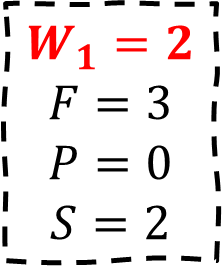 W₁ = 2
F = 3
P = 0
S = 2